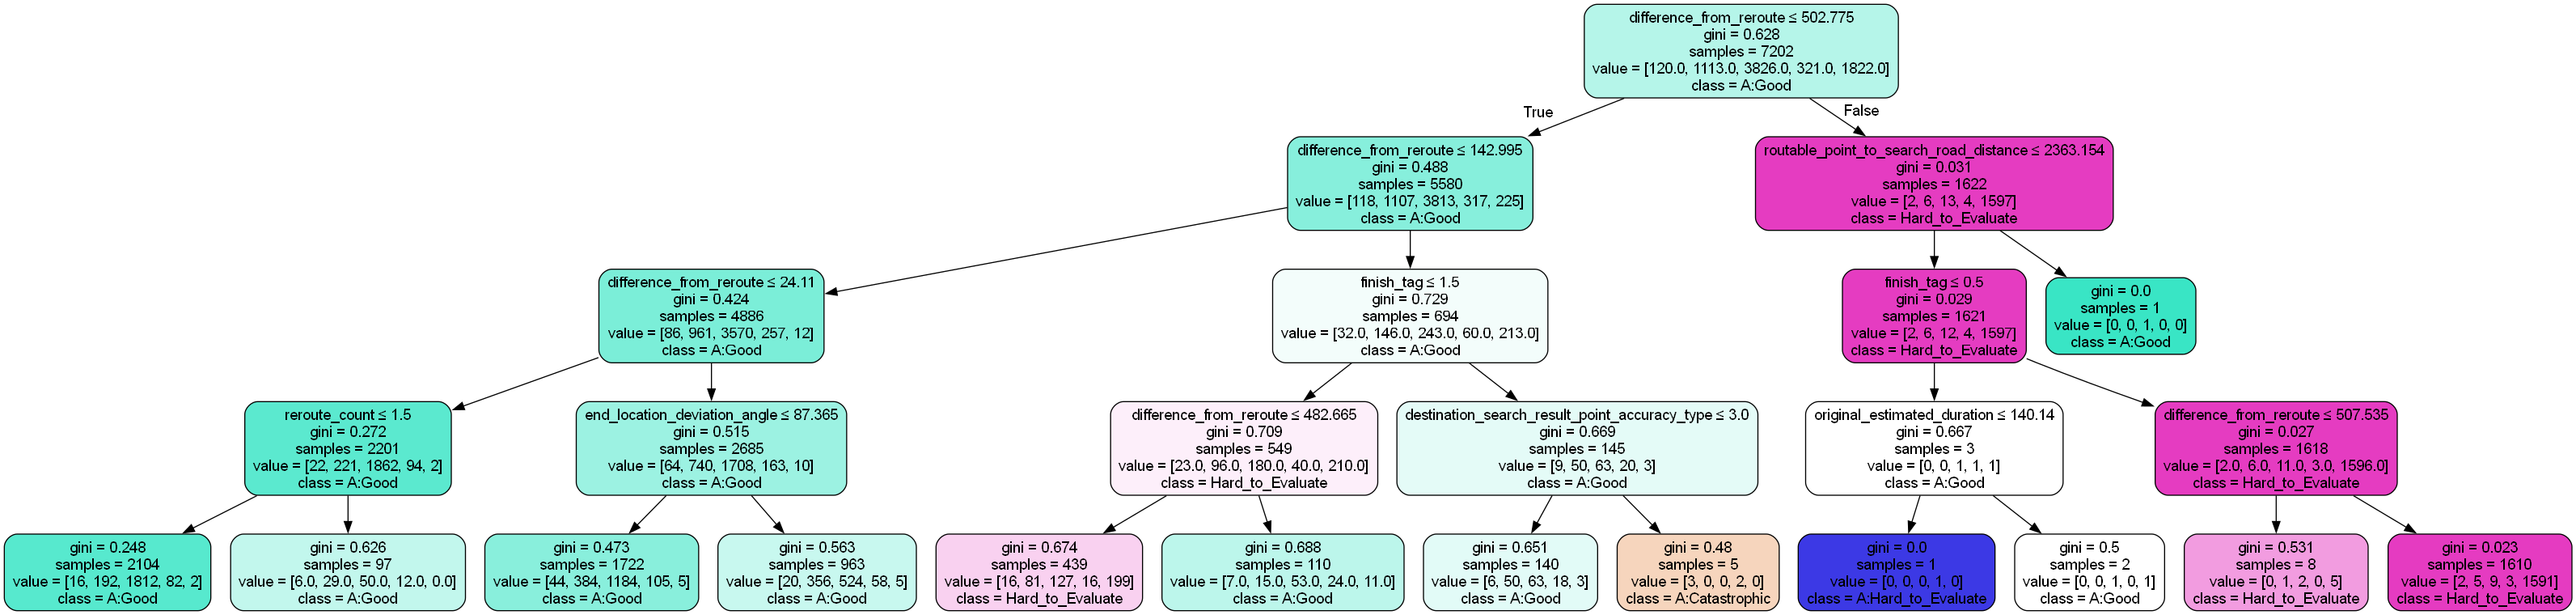 difference_from_reroute ≤ 502.775
gini = 0.628
samples = 7202
value = [120.0, 1113.0, 3826.0, 321.0, 1822.0]
class = A:Good
True
False
difference_from_reroute ≤ 142.995
gini = 0.488
samples = 5580
value = [118, 1107, 3813, 317, 225]
class = A:Good
routable_point_to_search_road_distance ≤ 2363.154
gini = 0.031
samples = 1622
value = [2, 6, 13, 4, 1597]
class = Hard_to_Evaluate
difference_from_reroute ≤ 24.11
gini = 0.424
samples = 4886
value = [86, 961, 3570, 257, 12]
class = A:Good
finish_tag ≤ 1.5
gini = 0.729
samples = 694
value = [32.0, 146.0, 243.0, 60.0, 213.0]
class = A:Good
finish_tag ≤ 0.5
gini = 0.029
samples = 1621
value = [2, 6, 12, 4, 1597]
class = Hard_to_Evaluate
gini = 0.0
samples = 1
value = [0, 0, 1, 0, 0]
class = A:Good
reroute_count ≤ 1.5
gini = 0.272
samples = 2201
value = [22, 221, 1862, 94, 2]
class = A:Good
end_location_deviation_angle ≤ 87.365
gini = 0.515
samples = 2685
value = [64, 740, 1708, 163, 10]
class = A:Good
difference_from_reroute ≤ 482.665
gini = 0.709
samples = 549
value = [23.0, 96.0, 180.0, 40.0, 210.0]
class = Hard_to_Evaluate
destination_search_result_point_accuracy_type ≤ 3.0
gini = 0.669
samples = 145
value = [9, 50, 63, 20, 3]
class = A:Good
original_estimated_duration ≤ 140.14
gini = 0.667
samples = 3
value = [0, 0, 1, 1, 1]
class = A:Good
difference_from_reroute ≤ 507.535
gini = 0.027
samples = 1618
value = [2.0, 6.0, 11.0, 3.0, 1596.0]
class = Hard_to_Evaluate
gini = 0.248
samples = 2104
value = [16, 192, 1812, 82, 2]
class = A:Good
gini = 0.626
samples = 97
value = [6.0, 29.0, 50.0, 12.0, 0.0]
class = A:Good
gini = 0.473
samples = 1722
value = [44, 384, 1184, 105, 5]
class = A:Good
gini = 0.563
samples = 963
value = [20, 356, 524, 58, 5]
class = A:Good
gini = 0.674
samples = 439
value = [16, 81, 127, 16, 199]
class = Hard_to_Evaluate
gini = 0.688
samples = 110
value = [7.0, 15.0, 53.0, 24.0, 11.0]
class = A:Good
gini = 0.651
samples = 140
value = [6, 50, 63, 18, 3]
class = A:Good
gini = 0.48
samples = 5
value = [3, 0, 0, 2, 0]
class = A:Catastrophic
gini = 0.0
samples = 1
value = [0, 0, 0, 1, 0]
class = A:Hard_to_Evaluate
gini = 0.5
samples = 2
value = [0, 0, 1, 0, 1]
class = A:Good
gini = 0.531
samples = 8
value = [0, 1, 2, 0, 5]
class = Hard_to_Evaluate
gini = 0.023
samples = 1610
value = [2, 5, 9, 3, 1591]
class = Hard_to_Evaluate